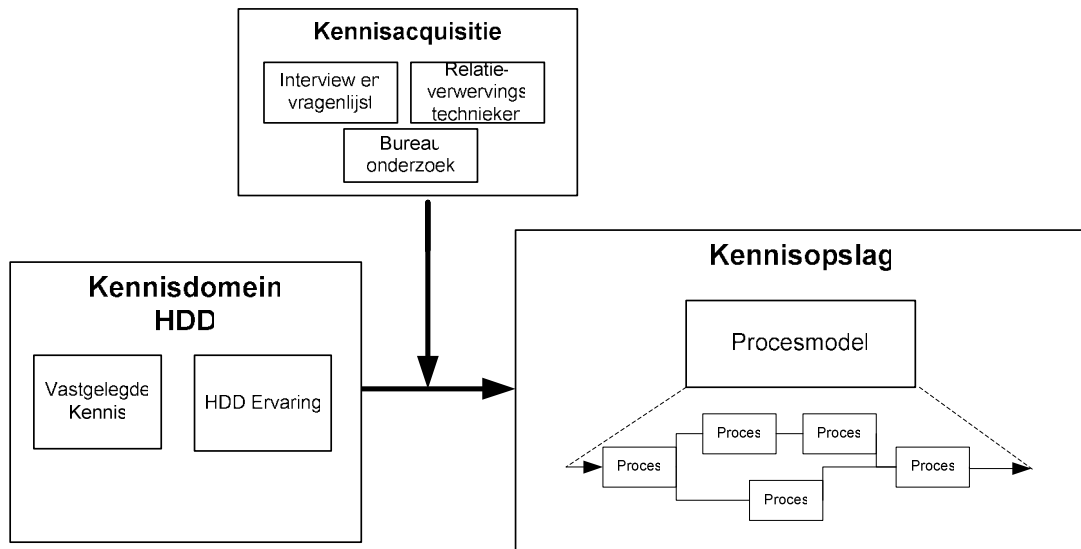 Kennisacquisitie
Interview en
vragenlijst
Relatie-
verwervings
technieken
Bureau
onderzoek
Kennisdomein
HDD
Vastgelegde
Kennis
HDD Ervaring
Kennisopslag
Procesmodel
Proces
Proces
Proces
Proces
Proces